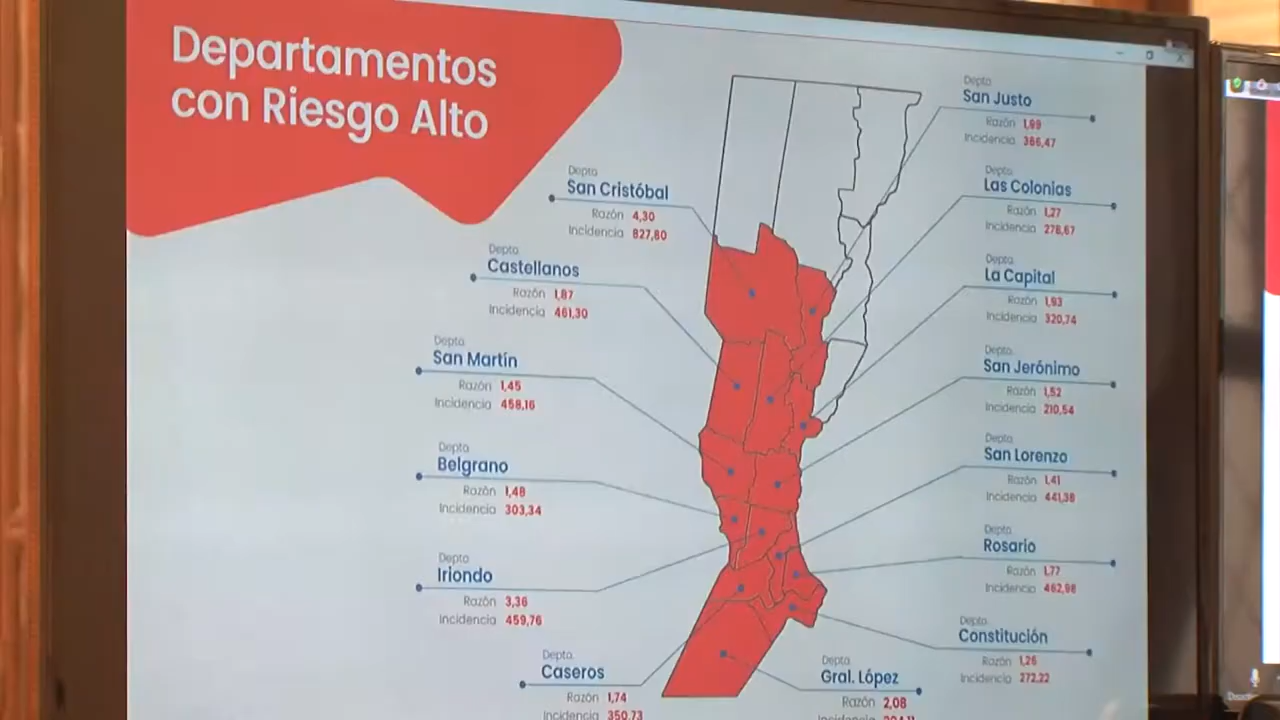 Departamentos
con Riesgo Alto
Depto.
San Cristóbal
Razón 4,30
Incidencia 827,80
Depto.
Castellanos
Razón 1,87
Incidencia 461,30
Depto.
San Martín
Razón 1,45
Incidencia 458,16
Depto.
Belgrano
Razón 1,48
Incidencia 303,34
Depto.
Iriondo
Razón 3,36
Incidencia 459,76
Depto.
Caseros
Razón 1,74
Incidencia 350,73
Depto.
San Justo
Razón 1,99
Incidencia 366,47
Depto.
Las Colonias
Razón 1,27
Incidencia 278,67
Depto.
La Capital
Razón 1,93
Incidencia 320,74
Depto.
San Jerónimo
Razón 1,52
Incidencia 210,54
Depto.
San Lorenzo
Razón 1,41
Incidencia 441,38
Depto.
Rosario
Razón 1,77
Incidencia 462,98
Depto.
Constitución
Razón 1,26
Incidencia 272,22
Depto.
Gral. López
Razón 2,08
Incidencia